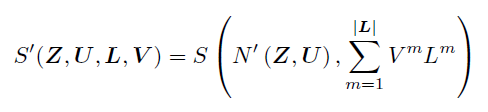 S′(Z, U, L, V) = S ( N′ (Z, U) , ∑_{m=1}^{|L|} V^m L^m )